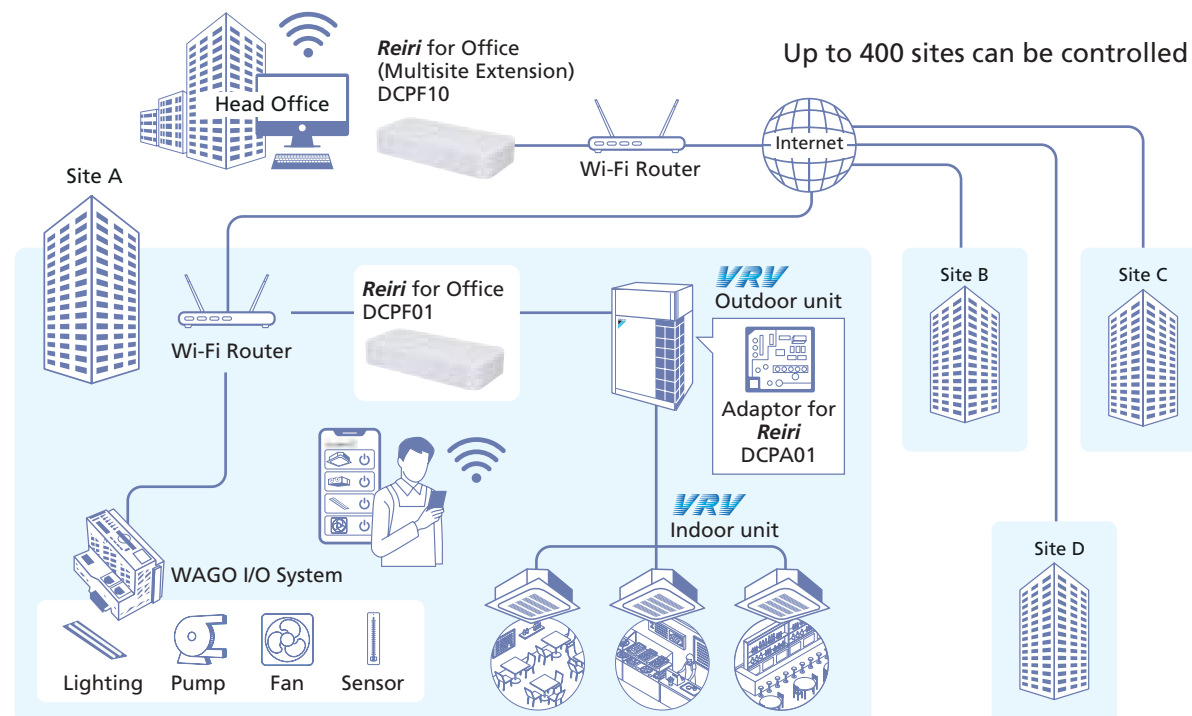 Reiri for Office
(Multisite Extension)
DCPF10
Up to 400 sites can be controlled
Head Office
Wi-Fi Router
Internet
Site A
Reiri for Office
DCPF01
Wi-Fi Router
VRV
Outdoor unit
Adaptor for
Reiri
DCPA01
Site B
Site C
VRV
Indoor unit
WAGO I/O System
Lighting
Pump
Fan
Sensor
Site D